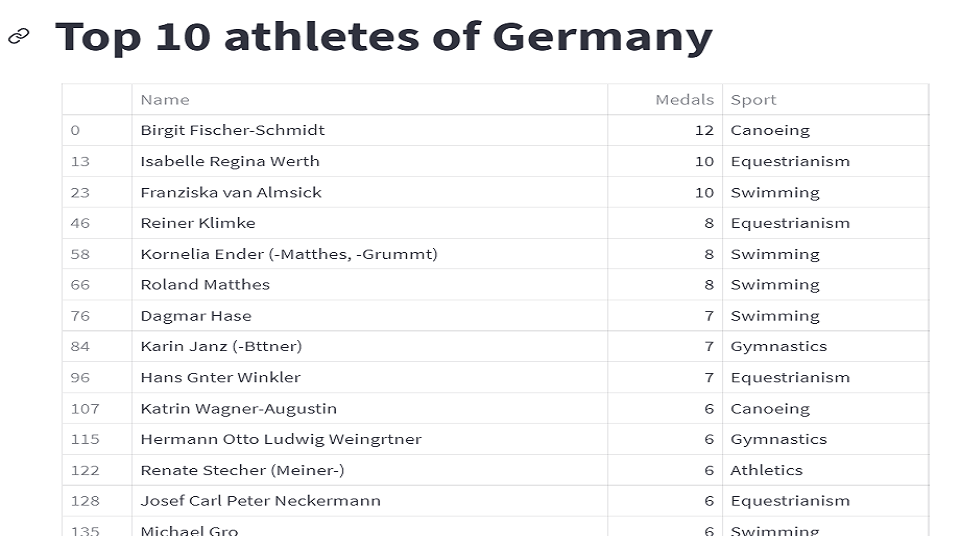 Top 10 athletes of Germany
Name Medals Sport
0 Birgit Fischer-Schmidt 12 Canoeing
13 Isabelle Regina Werth 10 Equestrianism
23 Franziska van Almsick 10 Swimming
46 Reiner Klimke 8 Equestrianism
58 Kornelia Ender (-Matthes, -Grummt) 8 Swimming
66 Roland Matthes 8 Swimming
76 Dagmar Hase 7 Swimming
84 Karin Janz (-Bttner) 7 Gymnastics
96 Hans Gnter Winkler 7 Equestrianism
107 Katrin Wagner-Augustin 6 Canoeing
115 Hermann Otto Ludwig Weingrtner 6 Gymnastics
122 Renate Stecher (Meiner-) 6 Athletics
128 Josef Carl Peter Neckermann 6 Equestrianism
135 Michael Gro 6 Swimming